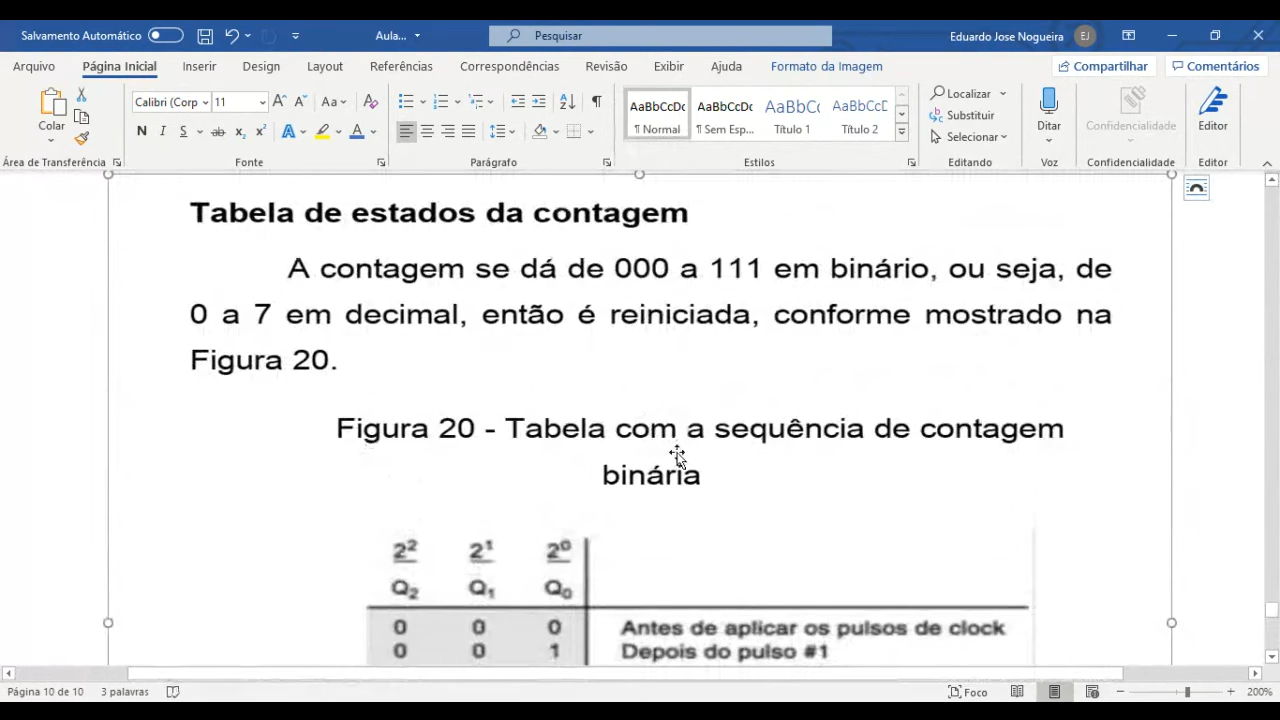 Salvamento Automático
Aula...
Pesquisar
Eduardo Jose Nogueira
EJ
Arquivo
Página Inicial
Inserir
Design
Layout
Referências
Correspondências
Revisão
Exibir
Ajuda
Formato da Imagem
Compartilhar
Comentários
Colar
Área de Transferência
Calibri (Corp
11
Aa
N
I
S
ab
x₂
x²
A
A
Fonte
Parágrafo
AaBbCcDc
¶ Normal
AaBbCcDc
¶ Sem Esp...
AaBbCc
Título 1
AaBbCcD
Título 2
Estilos
Localizar
Substituir
Selecionar
Editando
Ditar
Voz
Confidencialidade
Confidencialidade
Editor
Editor
Tabela de estados da contagem
A contagem se dá de 000 a 111 em binário, ou seja, de
0 a 7 em decimal, então é reiniciada, conforme mostrado na
Figura 20.
Figura 20 - Tabela com a sequência de contagem
binária
2² 2¹ 2⁰
Q₂ Q₁ Q₀
0 0 0 Antes de aplicar os pulsos de clock
0 0 1 Depois do pulso #1
Página 10 de 10
3 palavras
Foco
200%